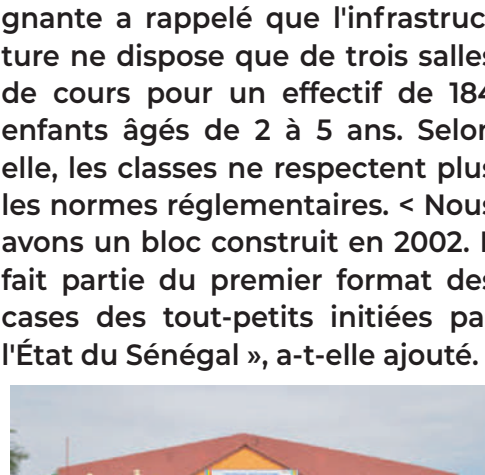 gnante a rappelé que l'infrastruc
ture ne dispose que de trois salles
de cours pour un effectif de 184
enfants âgés de 2 à 5 ans. Selon
elle, les classes ne respectent plus
les normes réglementaires. < Nous
avons un bloc construit en 2002. I
fait partie du premier format des
cases des tout-petits initiées pa
l'État du Sénégal », a-t-elle ajouté.